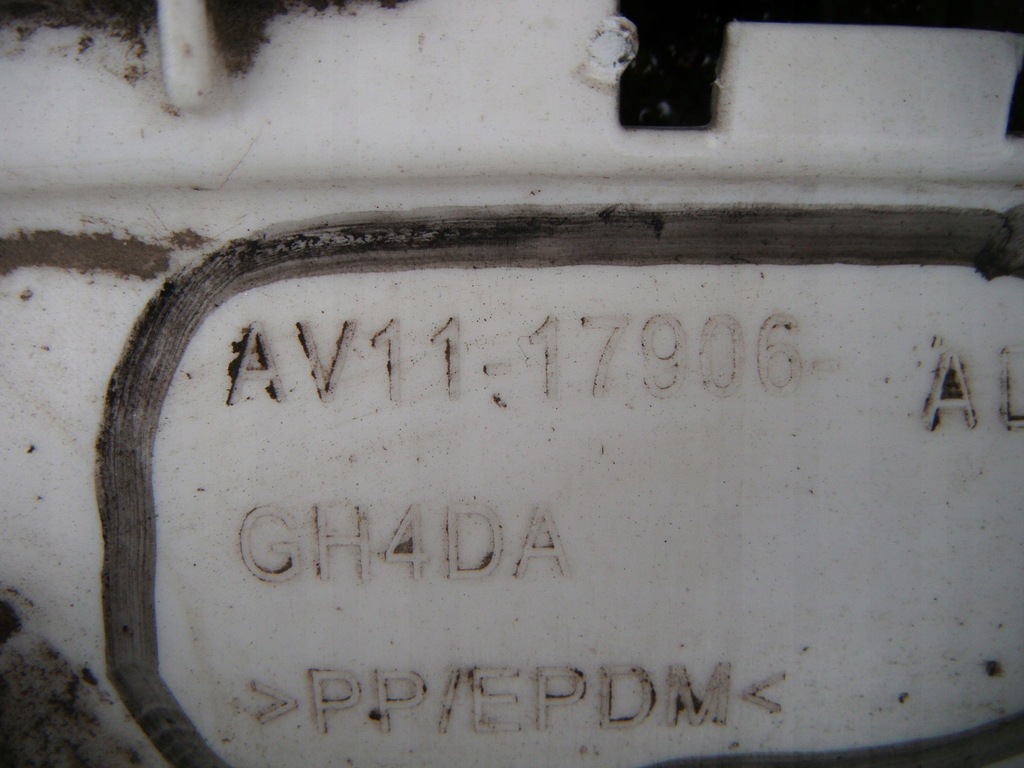 AV11-17906-
GH4DA
>PP/EPDM<